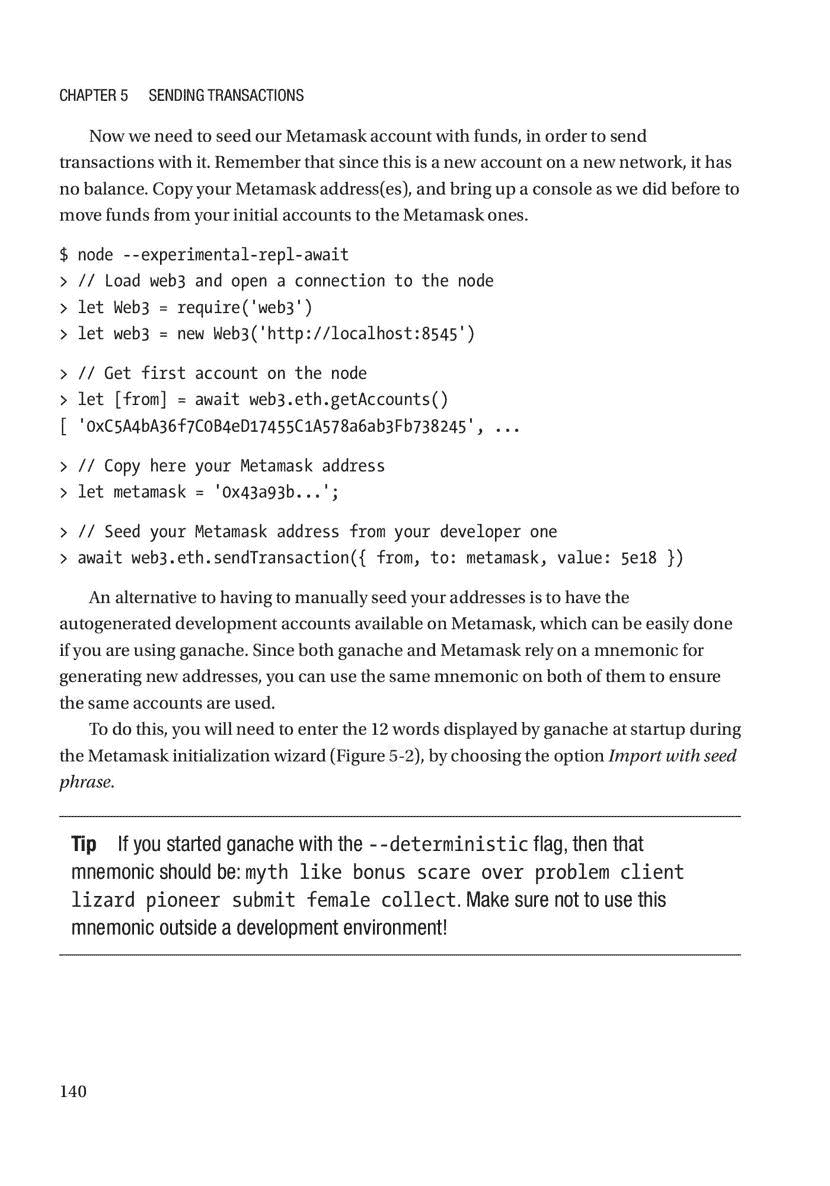 CHAPTER 5 SENDING TRANSACTIONS
Now we need to seed our Metamask account with funds, in order to send
transactions with it. Remember that since this is a new account on a new network, it has
no balance. Copy your Metamask address(es), and bring up a console as we did before to
move funds from your initial accounts to the Metamask ones.
$ node --experimental-repl-await
> // Load web3 and open a connection to the node
> let Web3 = require('web3')
> let web3 = new Web3('http://localhost:8545')
> // Get first account on the node
> let [from] = await web3.eth.getAccounts()
[ '0xC5A4bA36f7C0B4eD17455C1A578a6ab3Fb738245', ...
> // Copy here your Metamask address
> let metamask = '0x43a93b...';
> // Seed your Metamask address from your developer one
> await web3.eth.sendTransaction({ from, to: metamask, value: 5e18 })
An alternative to having to manually seed your addresses is to have the
autogenerated development accounts available on Metamask, which can be easily done
if you are using ganache. Since both ganache and Metamask rely on a mnemonic for
generating new addresses, you can use the same mnemonic on both of them to ensure
the same accounts are used.
To do this, you will need to enter the 12 words displayed by ganache at startup during
the Metamask initialization wizard (Figure 5-2), by choosing the option Import with seed
phrase.
Tip If you started ganache with the --deterministic flag, then that
mnemonic should be: myth like bonus scare over problem client
lizard pioneer submit female collect. Make sure not to use this
mnemonic outside a development environment!
140